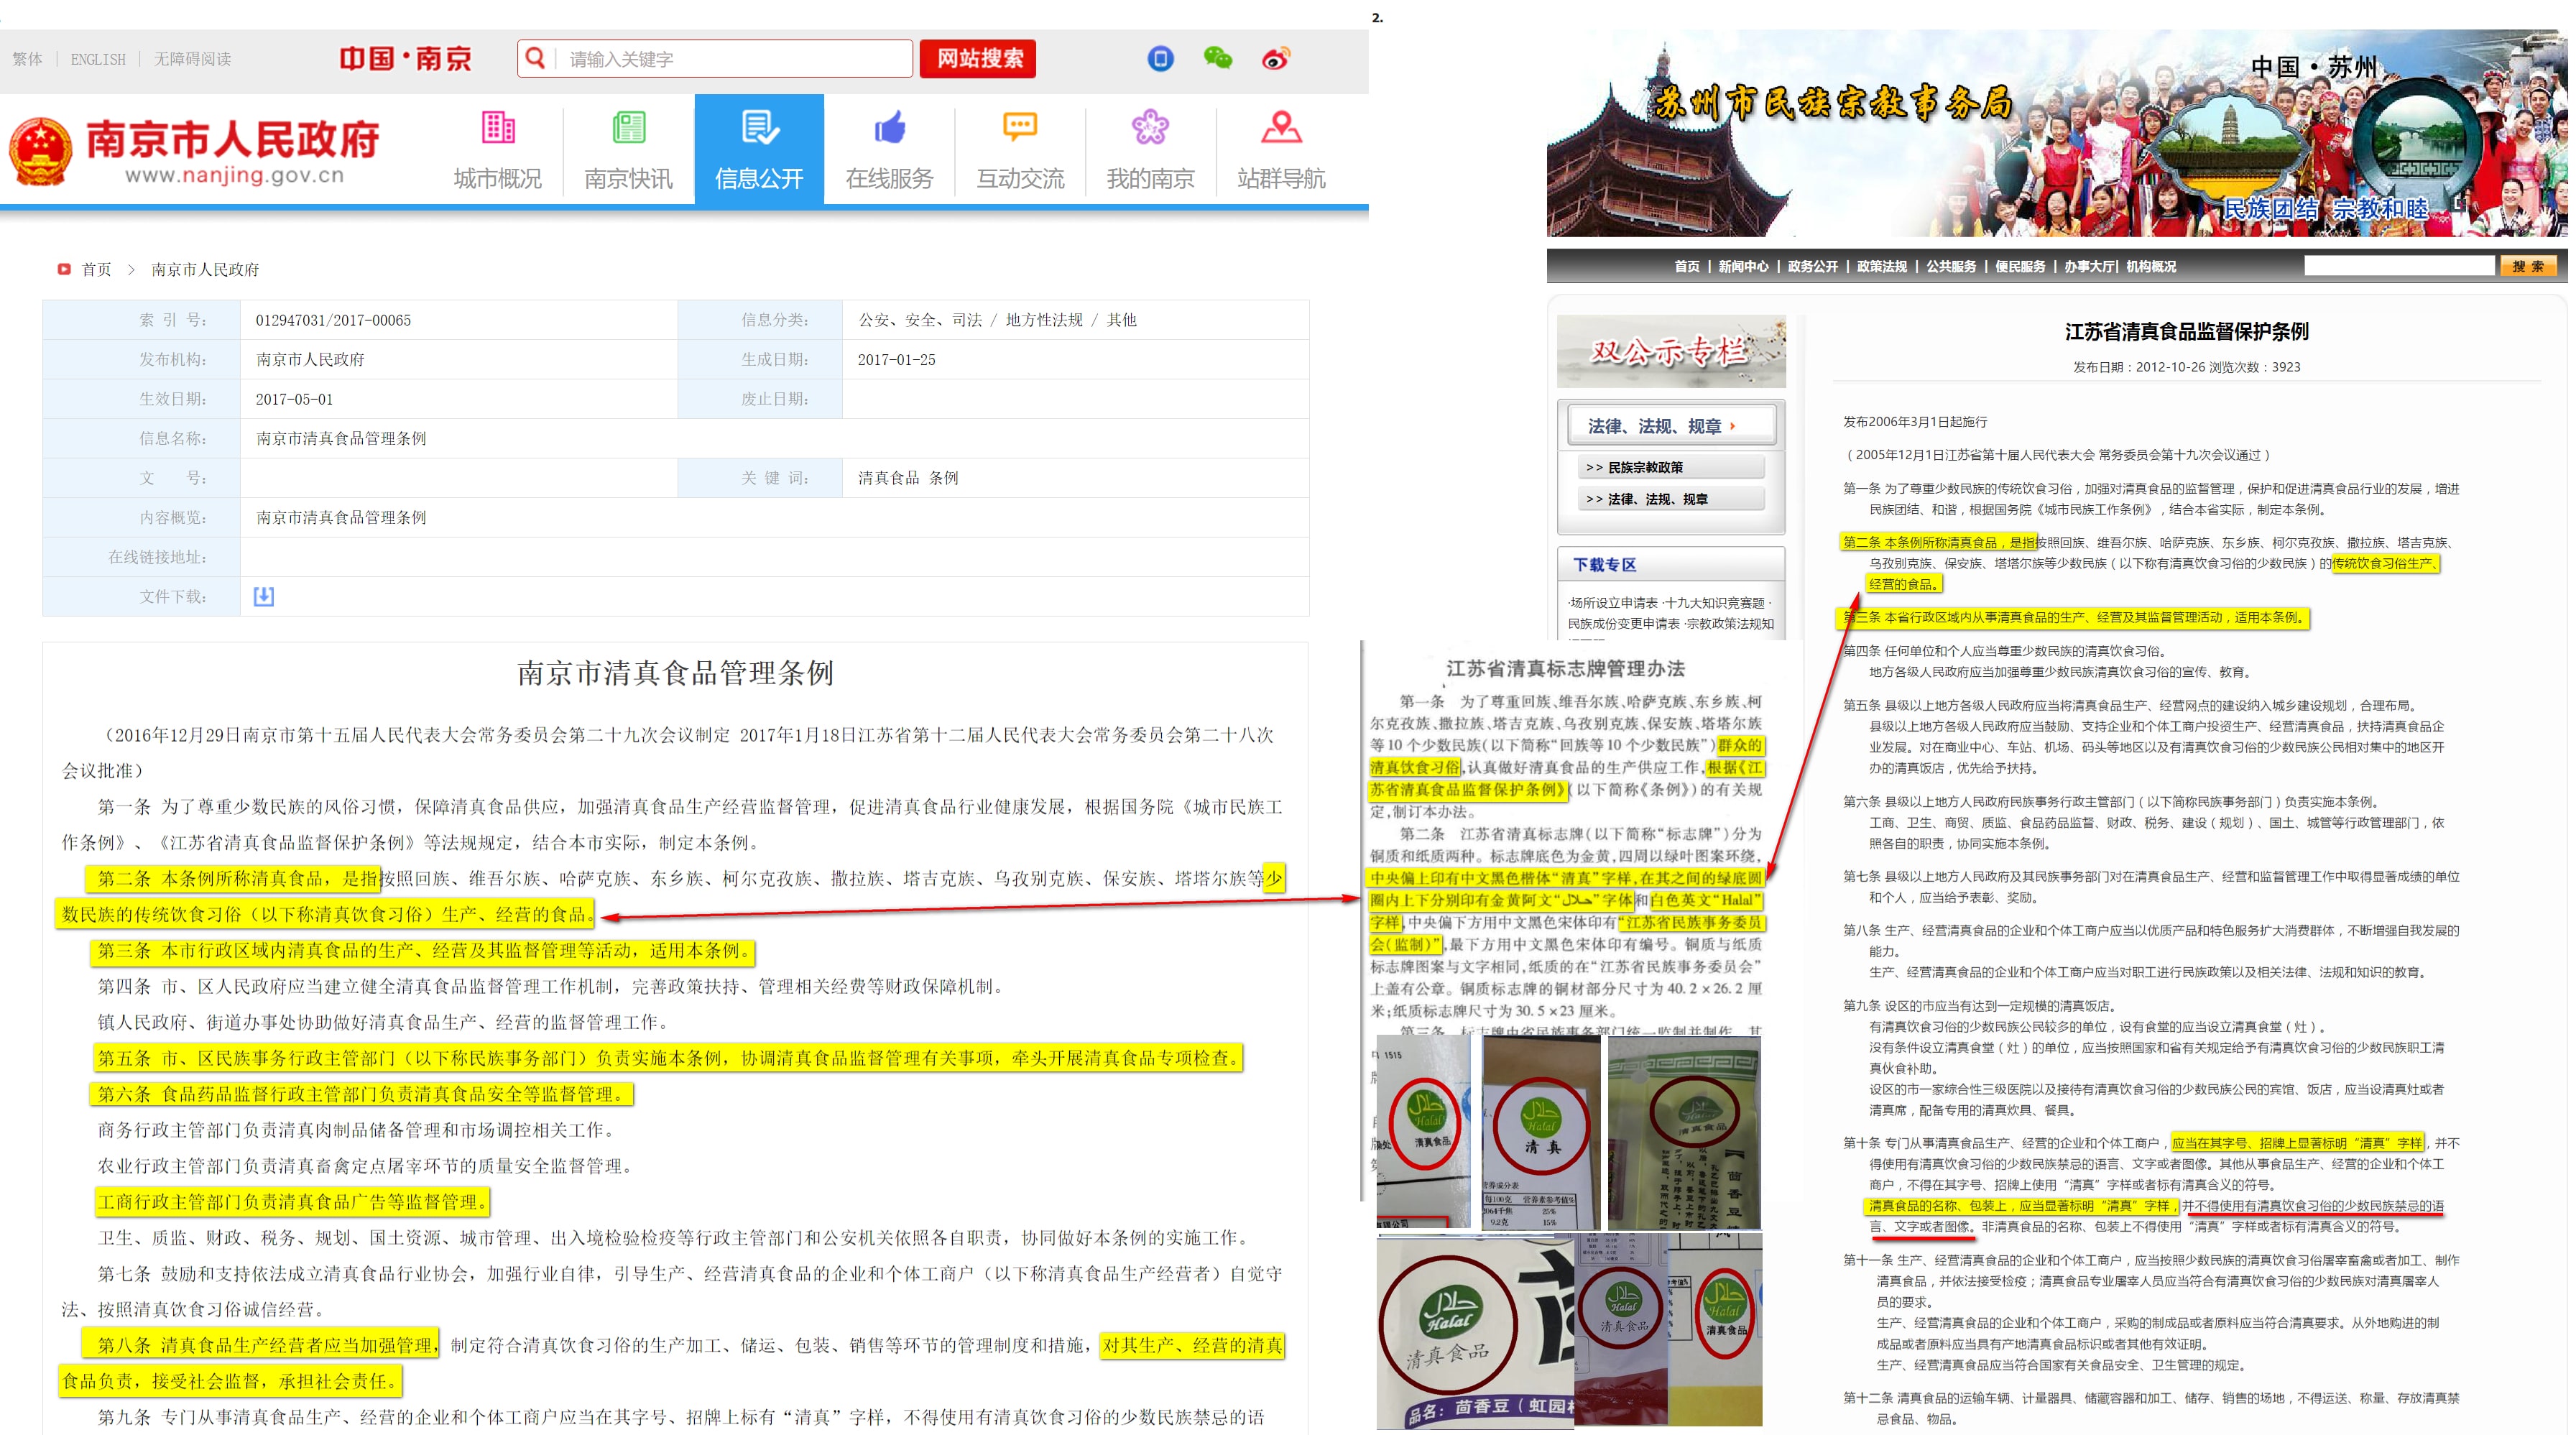 繁体 | ENGLISH | 无障碍阅读
中国·南京
请输入关键字
网站搜索
南京市人民政府
www.nanjing.gov.cn
城市概况
南京快讯
信息公开
在线服务
互动交流
我的南京
站群导航
首页 > 南京市人民政府
索 引 号: 012947031/2017-00065 信息分类: 公安、安全、司法 / 地方性法规 / 其他
发布机构: 南京市人民政府 生成日期: 2017-01-25
生效日期: 2017-05-01 废止日期:
信息名称: 南京市清真食品管理条例
文 号: 关 键 词: 清真食品 条例
内容概览: 南京市清真食品管理条例
在线链接地址:
文件下载:
南京市清真食品管理条例
（2016年12月29日南京市第十五届人民代表大会常务委员会第二十九次会议制定 2017年1月18日江苏省第十二届人民代表大会常务委员会第二十八次
会议批准）
第一条 为了尊重少数民族的风俗习惯，保障清真食品供应，加强清真食品生产经营监督管理，促进清真食品行业健康发展，根据国务院《城市民族工
作条例》、《江苏省清真食品监督保护条例》等法规规定，结合本市实际，制定本条例。
第二条 本条例所称清真食品，是指按照回族、维吾尔族、哈萨克族、东乡族、柯尔克孜族、撒拉族、塔吉克族、乌孜别克族、保安族、塔塔尔族等少
数民族的传统饮食习俗（以下称清真饮食习俗）生产、经营的食品。
第三条 本市行政区域内清真食品的生产、经营及其监督管理等活动，适用本条例。
第四条 市、区人民政府应当建立健全清真食品监督管理工作机制，完善政策扶持、管理相关经费等财政保障机制。
镇人民政府、街道办事处协助做好清真食品生产、经营的监督管理工作。
第五条 市、区民族事务行政主管部门（以下称民族事务部门）负责实施本条例，协调清真食品监督管理有关事项，牵头开展清真食品专项检查。
第六条 食品药品监督行政主管部门负责清真食品安全等监督管理。
商务行政主管部门负责清真肉制品储备管理和市场调控相关工作。
农业行政主管部门负责清真畜禽定点屠宰环节的质量安全监督管理。
工商行政主管部门负责清真食品广告等监督管理。
卫生、质监、财政、税务、规划、国土资源、城市管理、出入境检验检疫等行政主管部门和公安机关依照各自职责，协同做好本条例的实施工作。
第七条 鼓励和支持依法成立清真食品行业协会，加强行业自律，引导生产、经营清真食品的企业和个体工商户（以下称清真食品生产经营者）自觉守
法、按照清真饮食习俗诚信经营。
第八条 清真食品生产经营者应当加强管理，制定符合清真饮食习俗的生产加工、储运、包装、销售等环节的管理制度和措施，对其生产、经营的清真
食品负责，接受社会监督，承担社会责任。
第九条 专门从事清真食品生产、经营的企业和个体工商户应当在其字号、招牌上标有“清真”字样，不得使用有清真饮食习俗的少数民族禁忌的语
2.
中国·苏州
苏州市民族宗教事务局
民族团结 宗教和睦
首页 | 新闻中心 | 政务公开 | 政策法规 | 公共服务 | 便民服务 | 办事大厅| 机构概况
搜 索
双公示专栏
法律、法规、规章
>> 民族宗教政策
>> 法律、法规、规章
下载专区
·场所设立申请表 ·十九大知识竞赛题 ·
民族成份变更申请表 ·宗教政策法规知
江苏省清真食品监督保护条例
发布日期：2012-10-26 浏览次数：3923
发布2006年3月1日起施行
（ 2005年12月1日江苏省第十届人民代表大会 常务委员会第十九次会议通过 ）
第一条 为了尊重少数民族的传统饮食习俗，加强对清真食品的监督管理，保护和促进清真食品行业的发展，增进
民族团结、和谐，根据国务院《城市民族工作条例》，结合本省实际，制定本条例。
第二条 本条例所称清真食品，是指按照回族、维吾尔族、哈萨克族、东乡族、柯尔克孜族、撒拉族、塔吉克族、
乌孜别克族、保安族、塔塔尔族等少数民族（以下称有清真饮食习俗的少数民族）的传统饮食习俗生产、
经营的食品。
第三条 本省行政区域内从事清真食品的生产、经营及其监督管理活动，适用本条例。
第四条 任何单位和个人应当尊重少数民族的清真饮食习俗。
地方各级人民政府应当加强尊重少数民族清真饮食习俗的宣传、教育。
第五条 县级以上地方各级人民政府应当将清真食品生产、经营网点的建设纳入城乡建设规划，合理布局。
县级以上地方各级人民政府应当鼓励、支持企业和个体工商户投资生产、经营清真食品，扶持清真食品企
业发展。对在商业中心、车站、机场、码头等地区以及有清真饮食习俗的少数民族公民相对集中的地区开
办的清真饭店，优先给予扶持。
第六条 县级以上地方人民政府民族事务行政主管部门（以下简称民族事务部门）负责实施本条例。
工商、卫生、商贸、质监、食品药品监督、财政、税务、建设（规划）、国土、城管等行政管理部门，依
照各自的职责，协同实施本条例。
第七条 县级以上地方人民政府及其民族事务部门对在清真食品生产、经营和监督管理工作中取得显著成绩的单位
和个人，应当给予表彰、奖励。
第八条 生产、经营清真食品的企业和个体工商户应当以优质产品和特色服务扩大消费群体，不断增强自我发展的
能力。
生产、经营清真食品的企业和个体工商户应当对职工进行民族政策以及相关法律、法规和知识的教育。
第九条 设区的市应当有达到一定规模的清真饭店。
有清真饮食习俗的少数民族公民较多的单位，设有食堂的应当设立清真食堂（灶）。
没有条件设立清真食堂（灶）的单位，应当按照国家和省有关规定给予有清真饮食习俗的少数民族职工清
真伙食补助。
设区的市一家综合性三级医院以及接待有清真饮食习俗的少数民族公民的宾馆、饭店，应当设清真灶或者
清真席，配备专用的清真炊具、餐具。
第十条 专门从事清真食品生产、经营的企业和个体工商户，应当在其字号、招牌上显著标明“清真”字样，并不
得使用有清真饮食习俗的少数民族禁忌的语言、文字或者图像。其他从事食品生产、经营的企业和个体工
商户，不得在其字号、招牌上使用“清真”字样或者标有清真含义的符号。
清真食品的名称、包装上，应当显著标明“清真”字样，并不得使用有清真饮食习俗的少数民族禁忌的语
言、文字或者图像。非清真食品的名称、包装上不得使用“清真”字样或者标有清真含义的符号。
第十一条 生产、经营清真食品的企业和个体工商户，应当按照少数民族的清真饮食习俗屠宰畜禽或者加工、制作
清真食品，并依法接受检疫；清真食品专业屠宰人员应当符合有清真饮食习俗的少数民族对清真屠宰人
员的要求。
生产、经营清真食品的企业和个体工商户，采购的制成品或者原料应当符合清真要求。从外地购进的制
成品或者原料应当具有产地清真食品标识或者其他有效证明。
生产、经营清真食品应当符合国家有关食品安全、卫生管理的规定。
第十二条 清真食品的运输车辆、计量器具、储藏容器和加工、储存、销售的场地，不得运送、称量、存放清真禁
忌食品、物品。
江苏省清真标志牌管理办法
第一条 为了尊重回族、维吾尔族、哈萨克族、东乡族、柯
尔克孜族、撒拉族、塔吉克族、乌孜别克族、保安族、塔塔尔族
等10个少数民族(以下简称“回族等10个少数民族”)群众的
清真饮食习俗,认真做好清真食品的生产供应工作,根据《江
苏省清真食品监督保护条例》(以下简称《条例》)的有关规
定,制订本办法。
第二条 江苏省清真标志牌(以下简称“标志牌”)分为
铜质和纸质两种。标志牌底色为金黄,四周以绿叶图案环绕,
中央偏上印有中文黑色楷体“清真”字样,在其之间的绿底圆
圈内上下分别印有金黄阿文“حلال”字体和白色英文“Halal”
字样,中央偏下方用中文黑色宋体印有“江苏省民族事务委员
会(监制)”,最下方用中文黑色宋体印有编号。铜质与纸质
标志牌图案与文字相同,纸质的在“江苏省民族事务委员会”
上盖有公章。铜质标志牌的铜材部分尺寸为40.2×26.2厘
米;纸质标志牌尺寸为30.5×23厘米。
1515
حلال
Halal
清真食品
حلال
Halal
清真
营养成分表
每100克 营养素参考值%
2064千焦 25%
9.2克 15%
Halal
清真食品
茴香豆
حلال
Halal
清真食品
品名：茴香豆（虹园
حلال
Halal
清真食品
حلال
Halal
清真食品